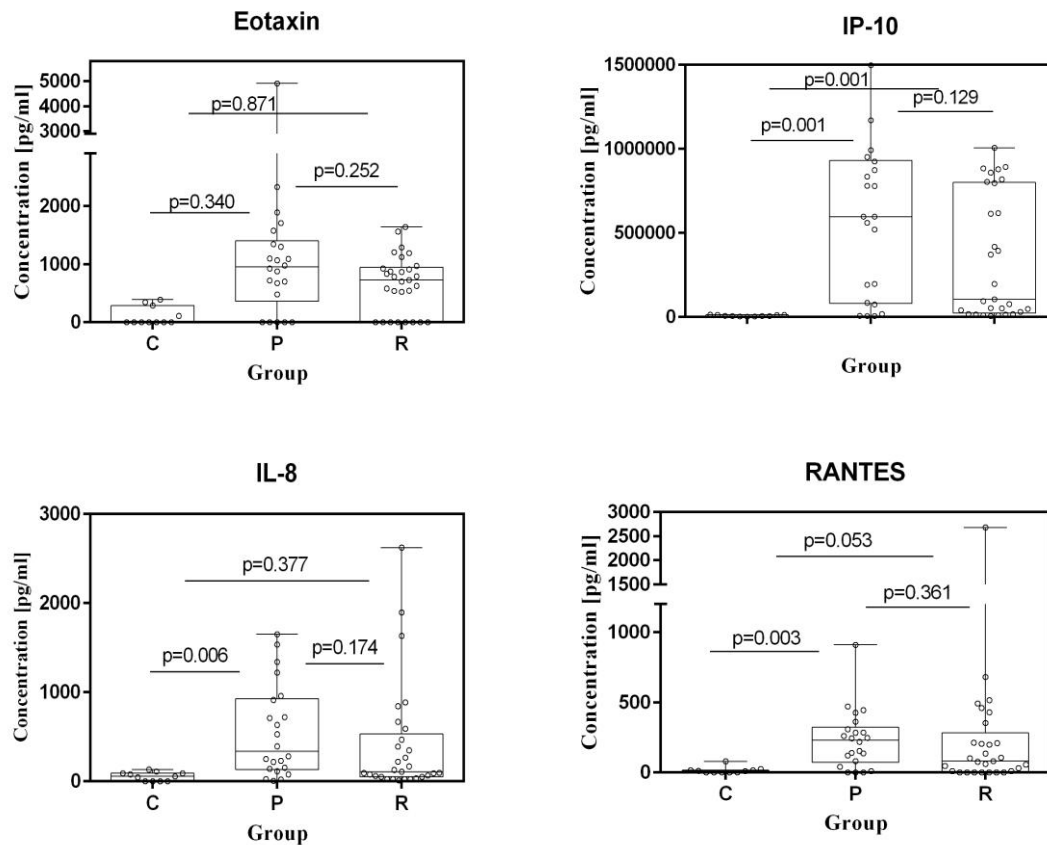 Eotaxin
Concentration [pg/ml]
5000
4000
3000
2000
1000
0
p=0.871
p=0.252
p=0.340
C P R
Group
IP-10
Concentration [pg/ml]
1500000
1000000
500000
0
p=0.001
p=0.129
p=0.001
Group
IL-8
Concentration [pg/ml]
3000
2000
1000
0
p=0.377
p=0.006
p=0.174
C P R
Group
RANTES
Concentration [pg/ml]
3000
2500
2000
1500
1000
500
0
p=0.053
p=0.361
p=0.003
C P R
Group